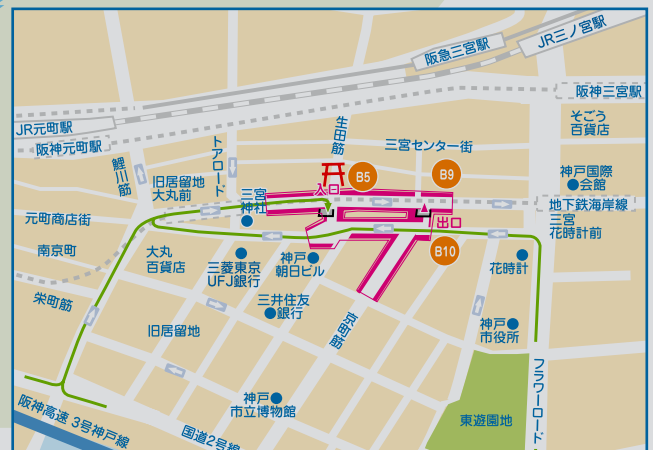 JR三ノ宮駅
阪急三宮駅
阪神三宮駅
そごう
百貨店
JR元町駅
阪神元町駅
鯉川筋
トアロード
生田筋
三宮センター街
神戸国際
会館
旧居留地
大丸前
三宮
神社
入口
B5
B9
地下鉄海岸線
三宮
花時計前
元町商店街
南京町
出口
B10
大丸
百貨店
三菱東京
UFJ銀行
神戸
朝日ビル
花時計
栄町筋
三井住友
銀行
京町筋
旧居留地
神戸
市役所
フラワーロード
神戸
市立博物館
東遊園地
阪神高速 3号神戸線
国道2号線